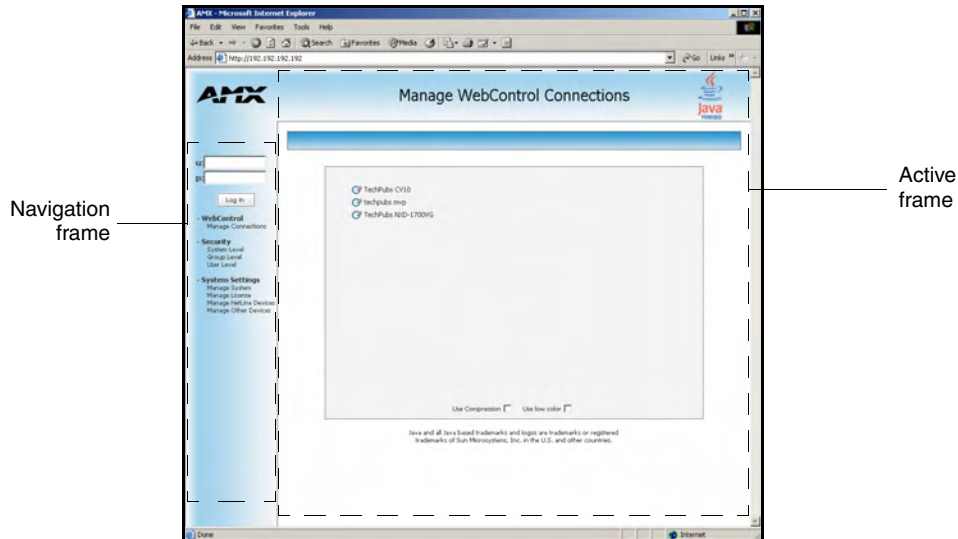 AMX - Microsoft Internet Explorer
File Edit View Favorites Tools Help
Back Search Favorites Media
Address http://192.192.192.192 Go Links »
AMX
Manage WebControl Connections
Java
POWERED
u:
p:
Log In
- WebControl
Manage Connections
- Security
System Level
Group Level
User Level
- System Settings
Manage System
Manage License
Manage NetLinx Devices
Manage Other Devices
TechPubs CV10
techpubs mvp
TechPubs NXD-1700VG
Use Compression
Use low color
Java and all Java based trademarks and logos are trademarks or registered
trademarks of Sun Microsystems, Inc. in the U.S. and other countries.
Done
Internet
Navigation
frame
Active
frame